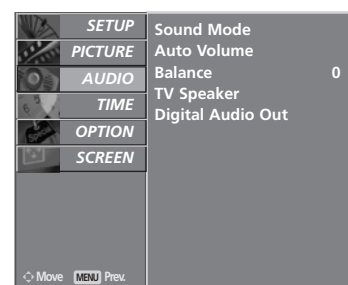 SETUP
PICTURE
AUDIO
TIME
OPTION
SCREEN
Move MENU Prev.
Sound Mode
Auto Volume
Balance 0
TV Speaker
Digital Audio Out